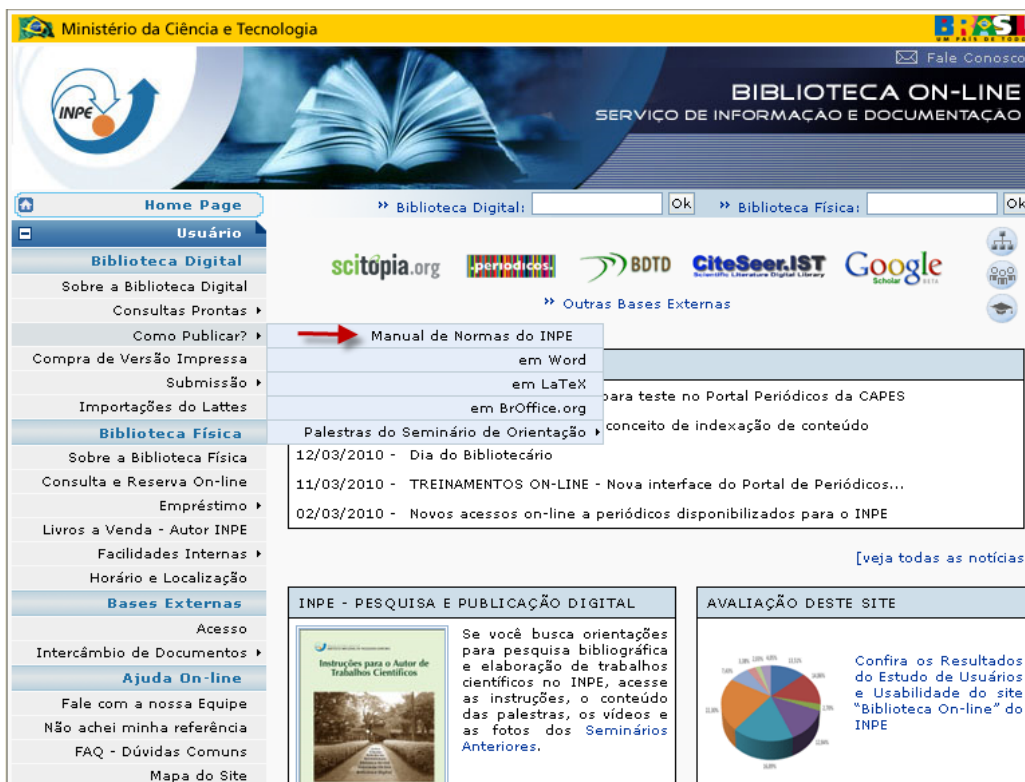 Ministério da Ciência e Tecnologia
BRASIL
UM PAÍS DE TODO
Fale Conosco
INPE
BIBLIOTECA ON-LINE
SERVIÇO DE INFORMAÇÃO E DOCUMENTAÇÃO
Home Page
Biblioteca Digital:
Ok
Biblioteca Física:
Ok
Usuário
Biblioteca Digital
Sobre a Biblioteca Digital
Consultas Prontas
Como Publicar?
Compra de Versão Impressa
Submissão
Importações do Lattes
Biblioteca Física
Sobre a Biblioteca Física
Consulta e Reserva On-line
Empréstimo
Livros a Venda - Autor INPE
Facilidades Internas
Horário e Localização
Bases Externas
Acesso
Intercâmbio de Documentos
Ajuda On-line
Fale com a nossa Equipe
Não achei minha referência
FAQ - Dúvidas Comuns
Mapa do Site
scitopia.org
.periodicos.
BDTD
CiteSeer.IST
Scientific Literature Digital Library
Google
Scholar BETA
Outras Bases Externas
Manual de Normas do INPE
em Word
em LaTeX
em BrOffice.org
Palestras do Seminário de Orientação
para teste no Portal Periódicos da CAPES
conceito de indexação de conteúdo
12/03/2010 - Dia do Bibliotecário
11/03/2010 - TREINAMENTOS ON-LINE - Nova interface do Portal de Periódicos...
02/03/2010 - Novos acessos on-line a periódicos disponibilizados para o INPE
[veja todas as notícias
INPE - PESQUISA E PUBLICAÇÃO DIGITAL
Instruções para o Autor de
Trabalhos Científicos
Se você busca orientações
para pesquisa bibliográfica
e elaboração de trabalhos
científicos no INPE, acesse
as instruções, o conteúdo
das palestras, os vídeos e
as fotos dos Seminários
Anteriores.
AVALIAÇÃO DESTE SITE
Confira os Resultados
do Estudo de Usuários
e Usabilidade do site
"Biblioteca On-line" do
INPE